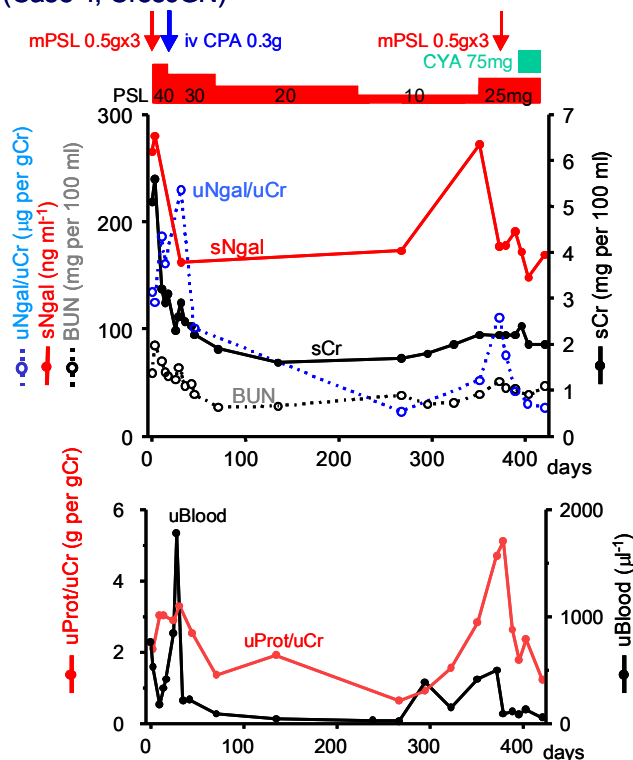 mPSL 0.5gx3
iv CPA 0.3g
mPSL 0.5gx3
CYA 75mg
PSL 40 30 20 10 25mg
300
200
100
0
7
6
5
4
3
2
1
0
uNgal/uCr (μg per gCr)
sNgal (ng ml-1)
BUN (mg per 100 ml)
sCr (mg per 100 ml)
uNgal/uCr
sNgal
sCr
BUN
0 100 200 300 400 days
6
4
2
0
2000
1000
0
uProt/uCr (g per gCr)
uBlood (μl-1)
uBlood
uProt/uCr
0 100 200 300 400 days